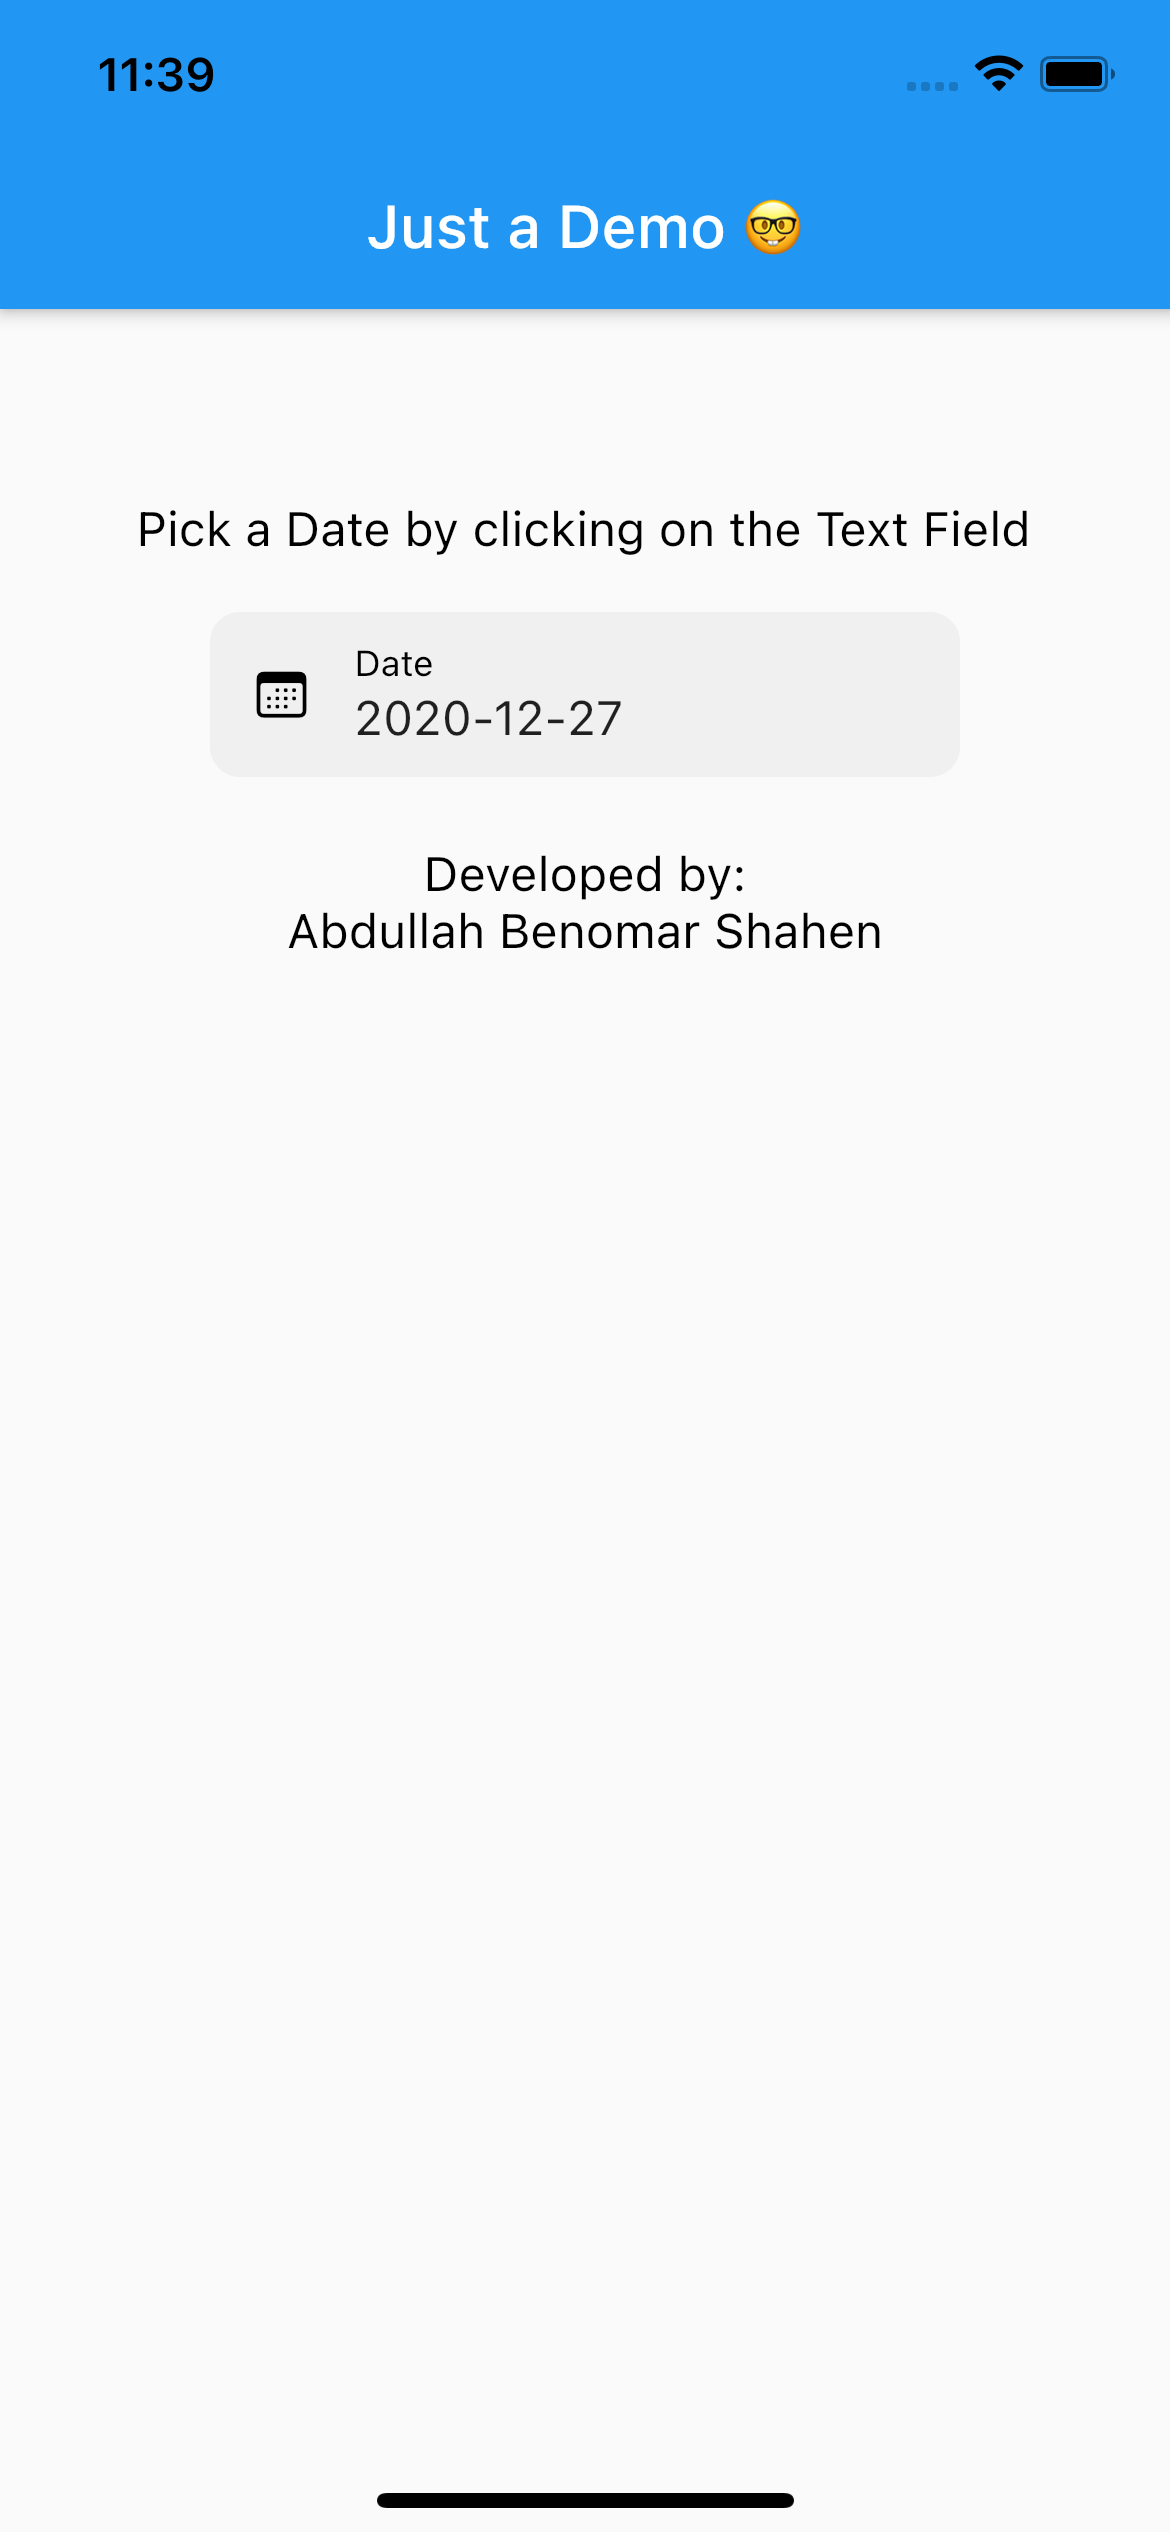 11:39
Just a Demo 🤓
Pick a Date by clicking on the Text Field
Date
2020-12-27
Developed by:
Abdullah Benomar Shahen